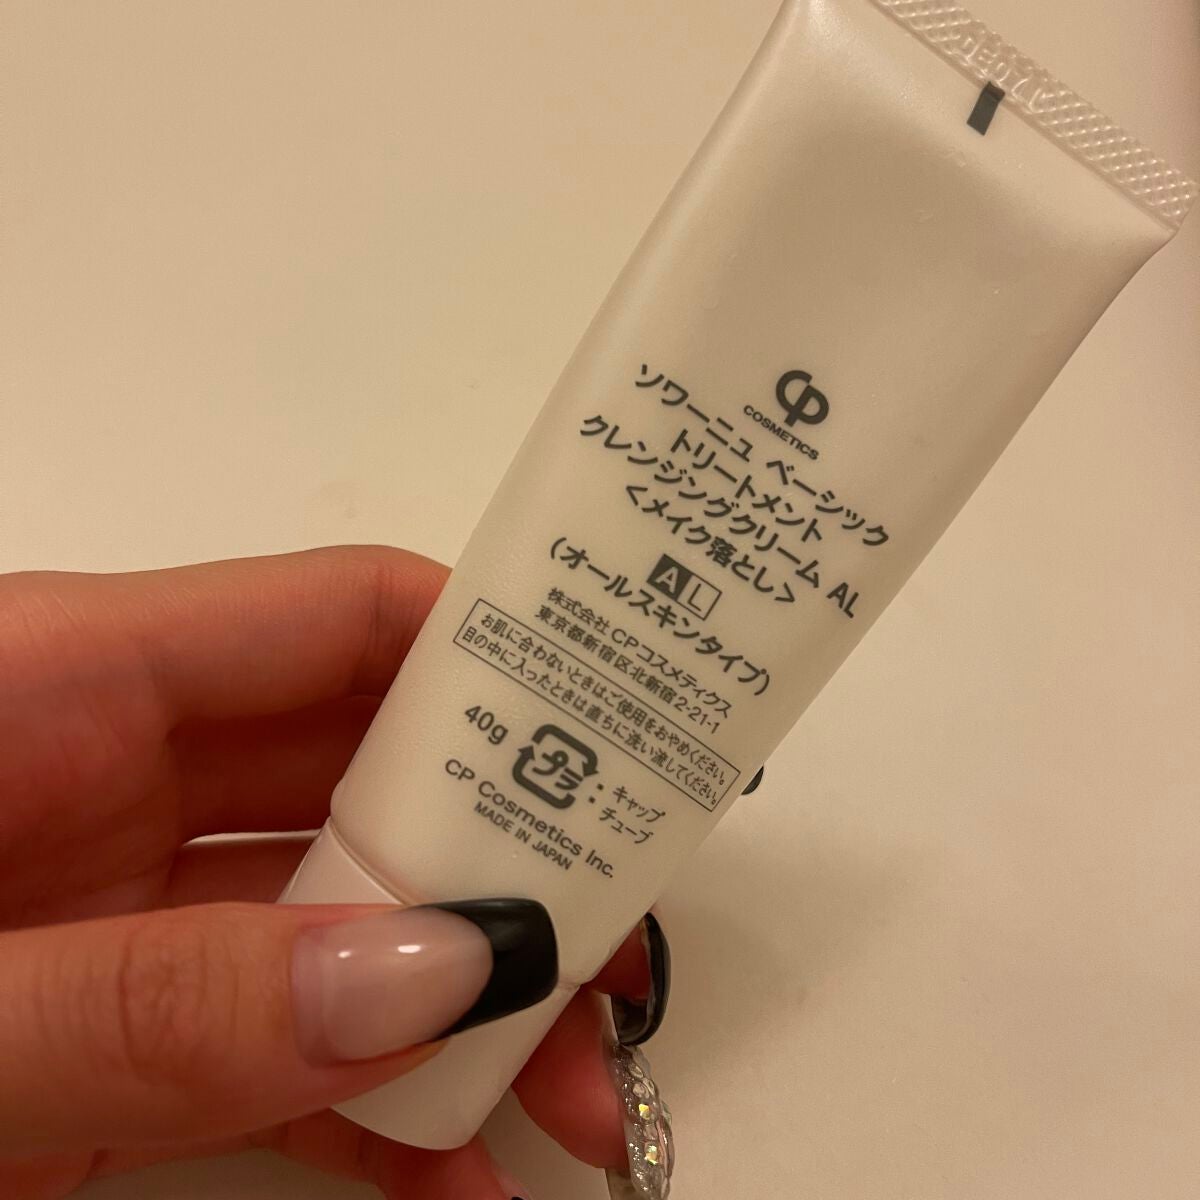 CP
COSMETICS
ソワーニュ ベーシック
トリートメント
クレンジングクリーム AL
<メイク落とし>
AL
(オールスキンタイプ)
株式会社CPコスメティクス
東京都新宿区北新宿2-21-1
お肌に合わないときはご使用をおやめください。
目の中に入ったときは直ちに洗い流してください。
40g
プラ
:キャップ
:チューブ
CP Cosmetics Inc.
MADE IN JAPAN